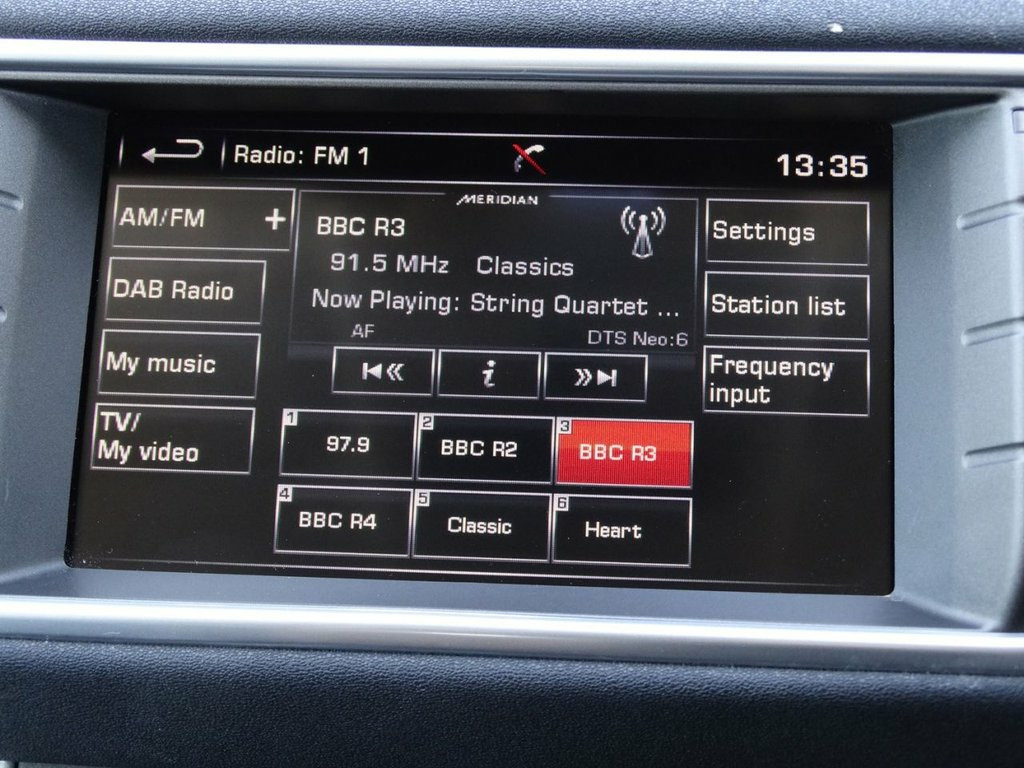 Radio: FM 1
13:35
AM/FM +
DAB Radio
My music
TV/
My video
MERIDIAN
BBC R3
91.5 MHz Classics
Now Playing: String Quartet ...
AF
DTS Neo:6
i
Settings
Station list
Frequency
input
1
97.9
2
BBC R2
3
BBC R3
4
BBC R4
5
Classic
6
Heart